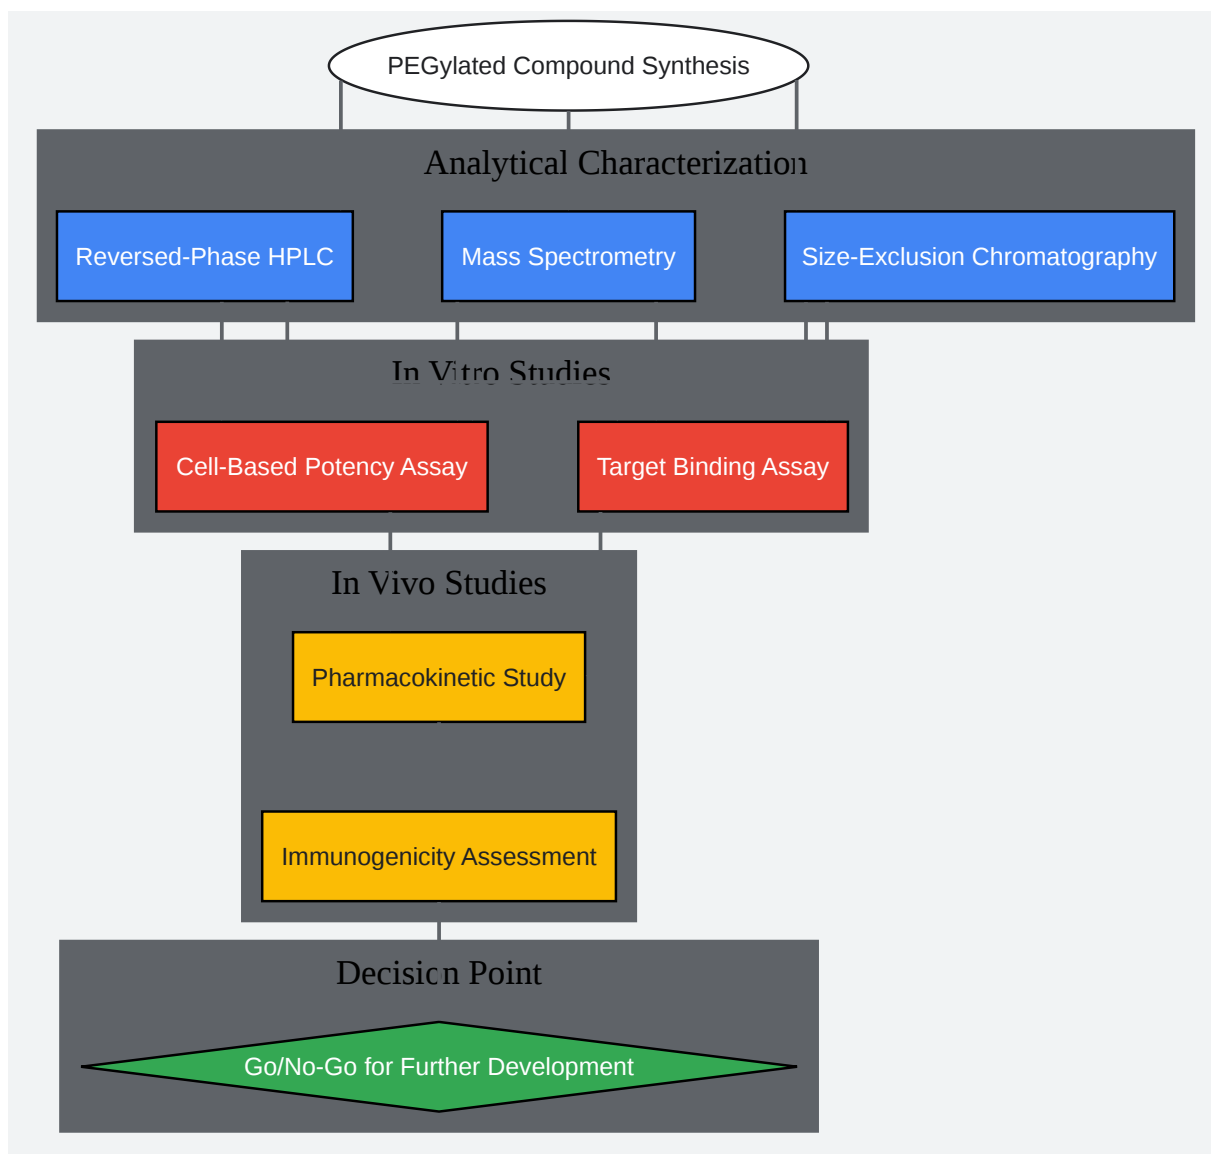 PEGylated Compound Synthesis
Analytical Characterization
Reversed-Phase HPLC
Mass Spectrometry
Size-Exclusion Chromatography
In Vitro Studies
Cell-Based Potency Assay
Target Binding Assay
In Vivo Studies
Pharmacokinetic Study
Immunogenicity Assessment
Decision Point
Go/No-Go for Further Development